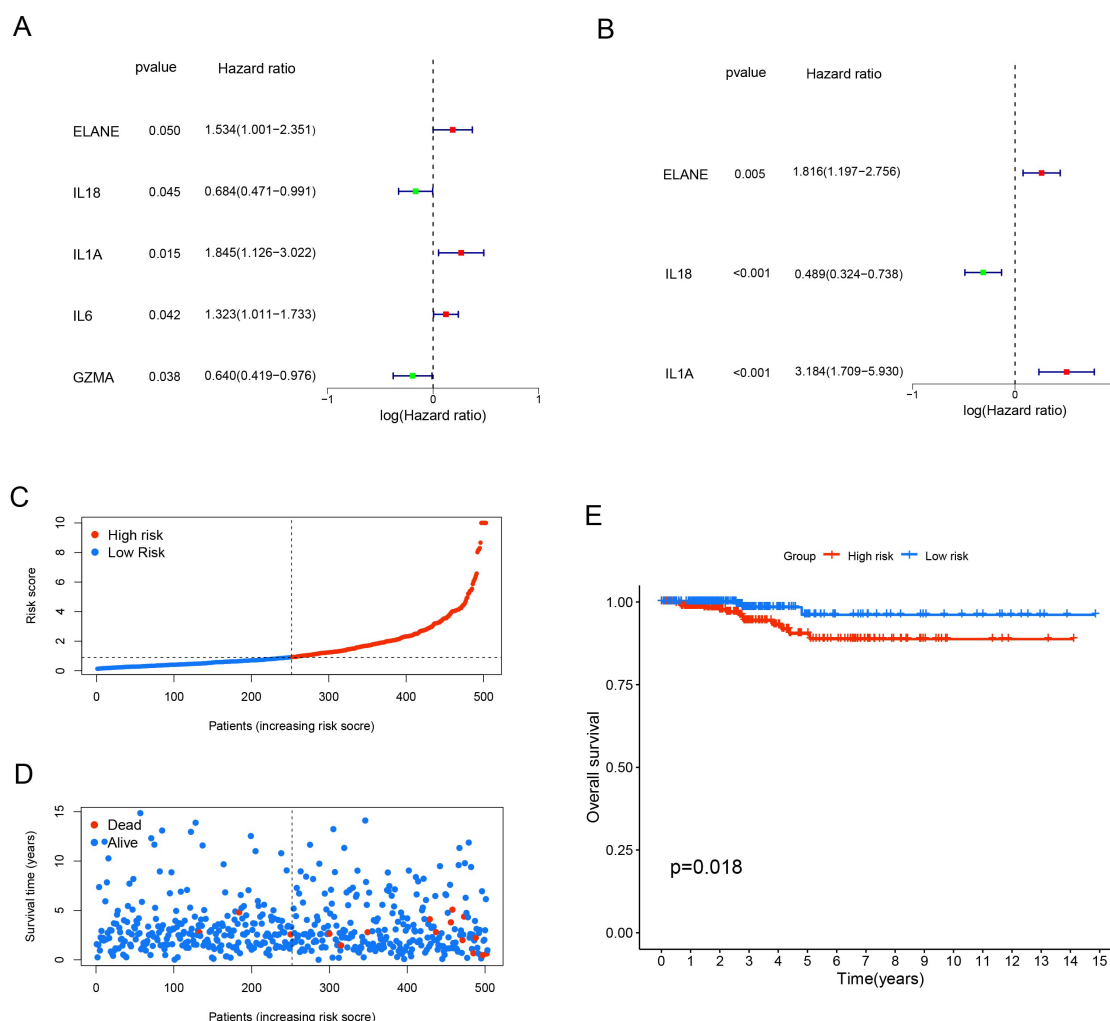 A
pvalue Hazard ratio
ELANE 0.050 1.534(1.001−2.351)
IL18 0.045 0.684(0.471−0.991)
IL1A 0.015 1.845(1.126−3.022)
IL6 0.042 1.323(1.011−1.733)
GZMA 0.038 0.640(0.419−0.976)
−1 0 1
log(Hazard ratio)
B
pvalue Hazard ratio
ELANE 0.005 1.816(1.197−2.756)
IL18 <0.001 0.489(0.324−0.738)
IL1A <0.001 3.184(1.709−5.930)
−1 0
log(Hazard ratio)
C
High risk
Low Risk
Risk score
10
8
6
4
2
0
0 100 200 300 400 500
Patients (increasing risk socre)
D
Dead
Alive
Survival time (years)
15
10
5
0
0 100 200 300 400 500
Patients (increasing risk socre)
E
Group High risk Low risk
Overall survival
1.00
0.75
0.50
0.25
0.00
p=0.018
0 1 2 3 4 5 6 7 8 9 10 11 12 13 14 15
Time(years)